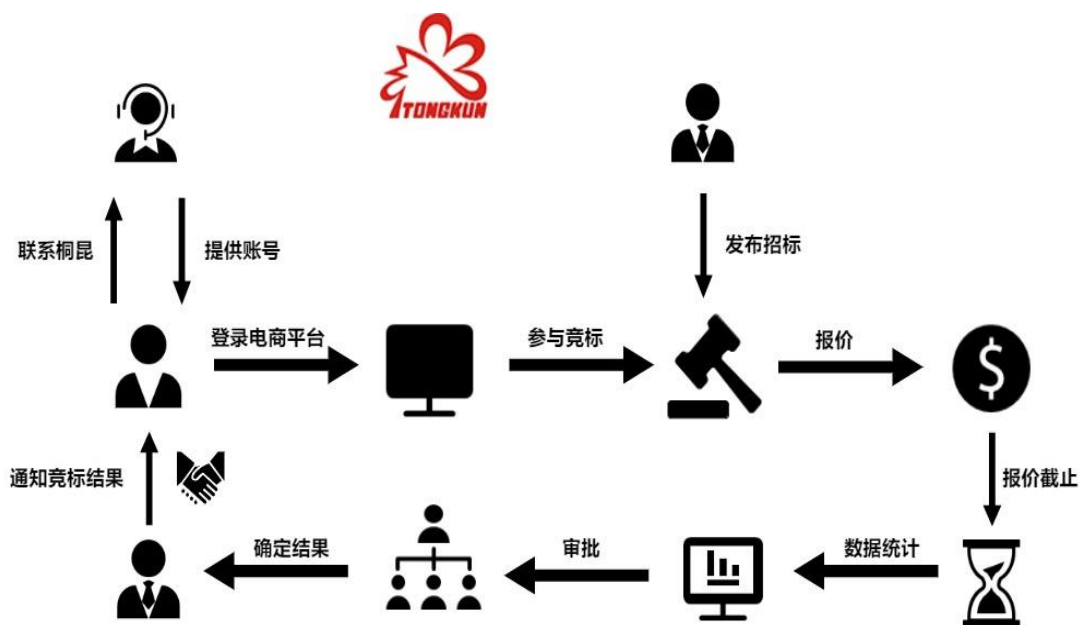 TONGKUN
联系桐昆
提供账号
发布招标
登录电商平台
参与竞标
报价
通知竞标结果
报价截止
确定结果
审批
数据统计